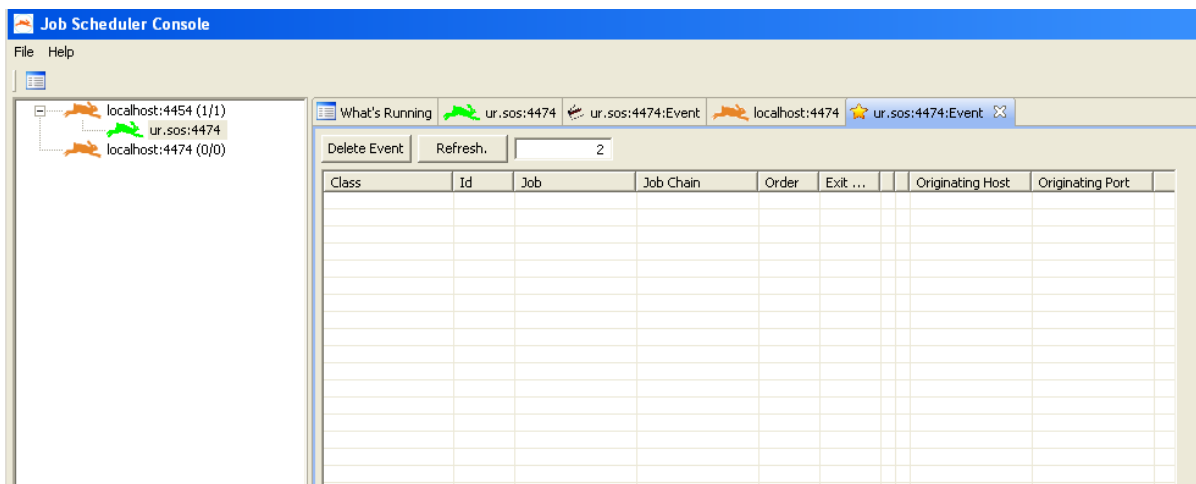 Job Scheduler Console
File Help
localhost:4454 (1/1)
ur.sos:4474
localhost:4474 (0/0)
What's Running ur.sos:4474 ur.sos:4474:Event localhost:4474 ur.sos:4474:Event
Delete Event Refresh. 2
Class Id Job Job Chain Order Exit ... Originating Host Originating Port